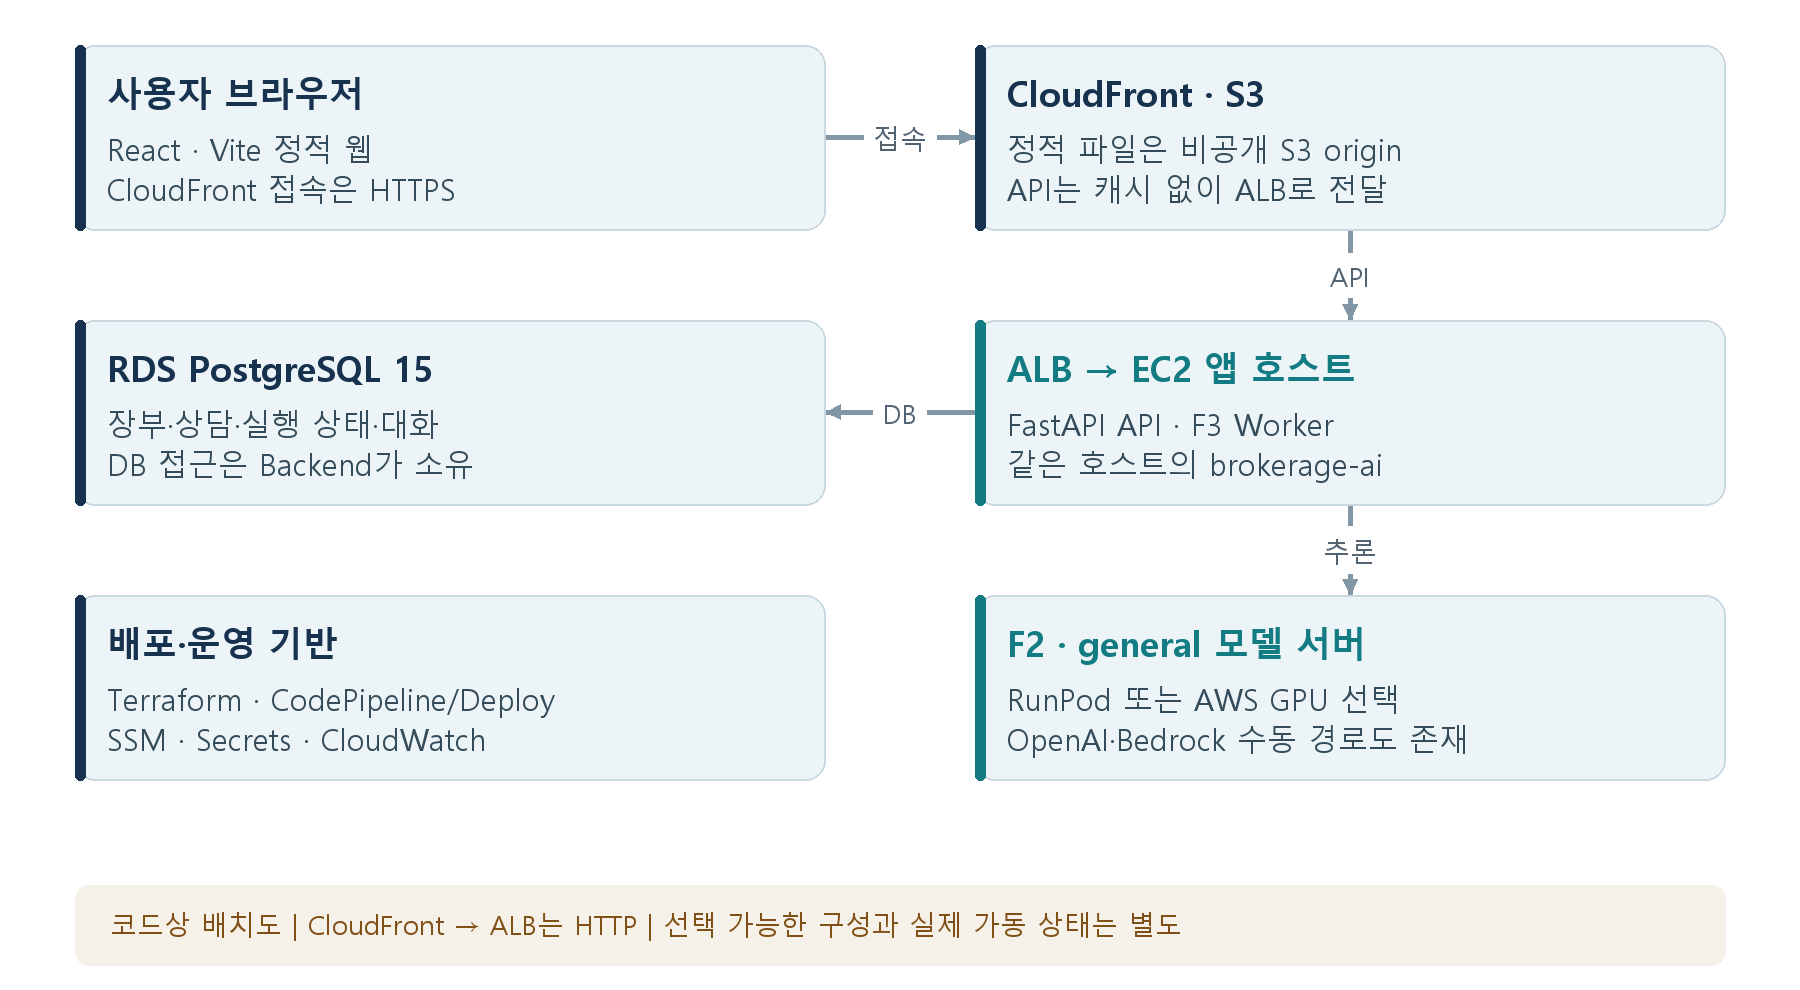 사용자 브라우저
React · Vite 정적 웹
CloudFront 접속은 HTTPS
접속
CloudFront · S3
정적 파일은 비공개 S3 origin
API는 캐시 없이 ALB로 전달
API
RDS PostgreSQL 15
장부·상담·실행 상태·대화
DB 접근은 Backend가 소유
DB
ALB → EC2 앱 호스트
FastAPI API · F3 Worker
같은 호스트의 brokerage-ai
추론
배포·운영 기반
Terraform · CodePipeline/Deploy
SSM · Secrets · CloudWatch
F2 · general 모델 서버
RunPod 또는 AWS GPU 선택
OpenAI·Bedrock 수동 경로도 존재
코드상 배치도 | CloudFront → ALB는 HTTP | 선택 가능한 구성과 실제 가동 상태는 별도